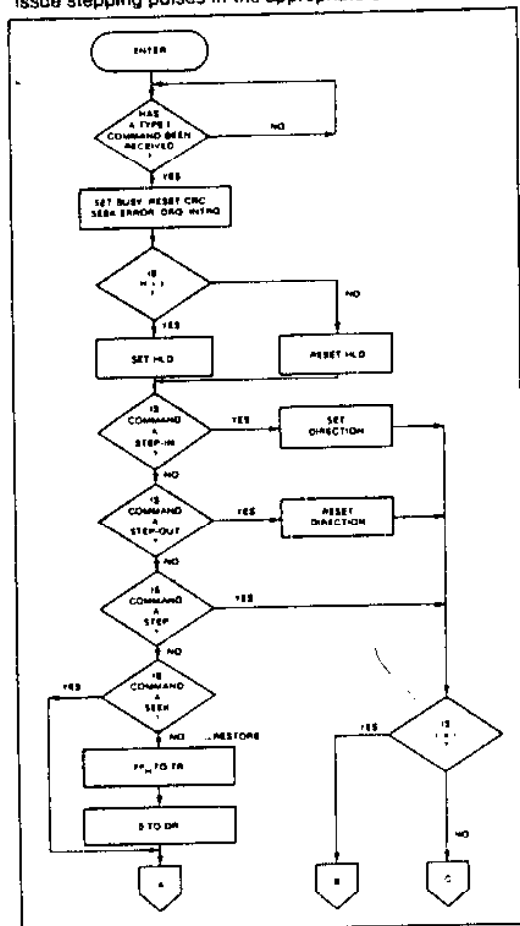 issue stepping pulses in the appropriate
ENTER
HAS
A TYPE I
COMMAND BEEN
RECEIVED
?
NO
YES
SET BUSY RESET CRC
SEEK ERROR DRQ INTRQ
IS
?
NO
YES
SET HLD
RESET HLD
IS
COMMAND
A
STEP-IN
?
YES
SET
DIRECTION
NO
IS
COMMAND
A
STEP-OUT
?
YES
RESET
DIRECTION
NO
IS
COMMAND
A
STEP
?
YES
NO
IS
COMMAND
A
SEEK
?
YES
NO
RESTORE
FF_H TO TR
TO DR
IS
?
YES
NO
A
B
C